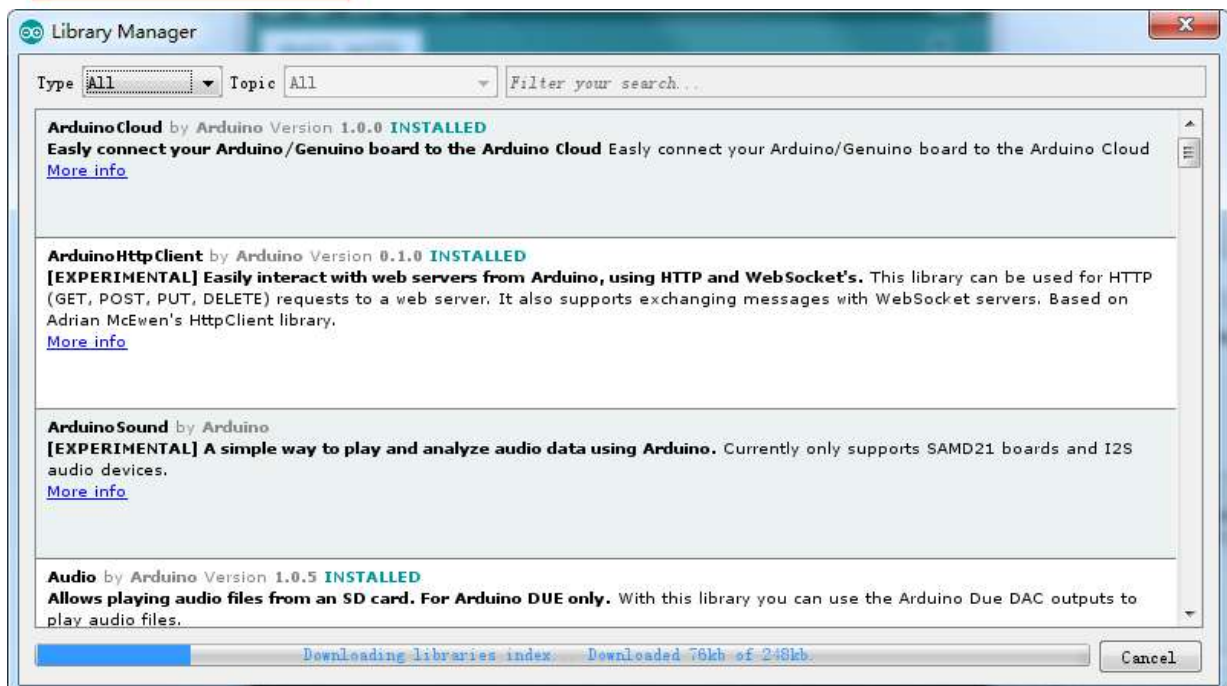 Library Manager
Type All Topic All Filter your search...
ArduinoCloud by Arduino Version 1.0.0 INSTALLED
Easly connect your Arduino/Genuino board to the Arduino Cloud Easly connect your Arduino/Genuino board to the Arduino Cloud
More info
ArduinoHttpClient by Arduino Version 0.1.0 INSTALLED
[EXPERIMENTAL] Easily interact with web servers from Arduino, using HTTP and WebSocket's. This library can be used for HTTP
(GET, POST, PUT, DELETE) requests to a web server. It also supports exchanging messages with WebSocket servers. Based on
Adrian McEwen's HttpClient library.
More info
ArduinoSound by Arduino
[EXPERIMENTAL] A simple way to play and analyze audio data using Arduino. Currently only supports SAMD21 boards and I2S
audio devices.
More info
Audio by Arduino Version 1.0.5 INSTALLED
Allows playing audio files from an SD card. For Arduino DUE only. With this library you can use the Arduino Due DAC outputs to
play audio files.
Downloading libraries index. Downloaded 76kb of 248kb.
Cancel